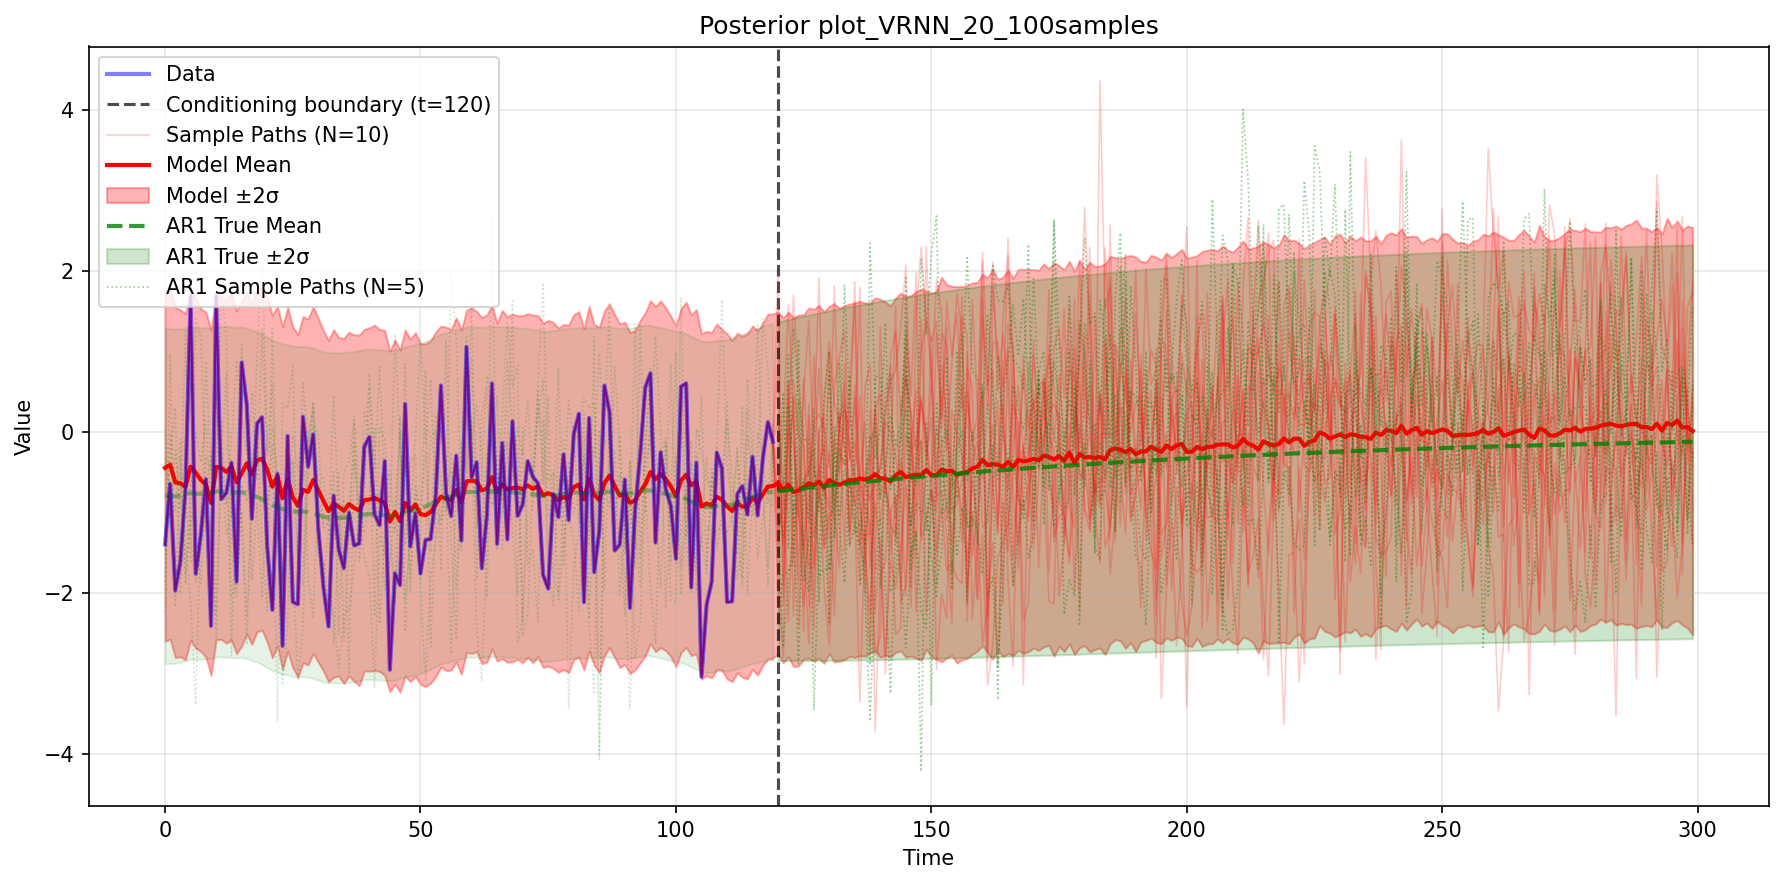 Posterior plot_VRNN_20_100samples
Data
Conditioning boundary (t=120)
Sample Paths (N=10)
Model Mean
Model ±2σ
AR1 True Mean
AR1 True ±2σ
AR1 Sample Paths (N=5)
Value
4
2
0
−2
−4
0 50 100 150 200 250 300
Time